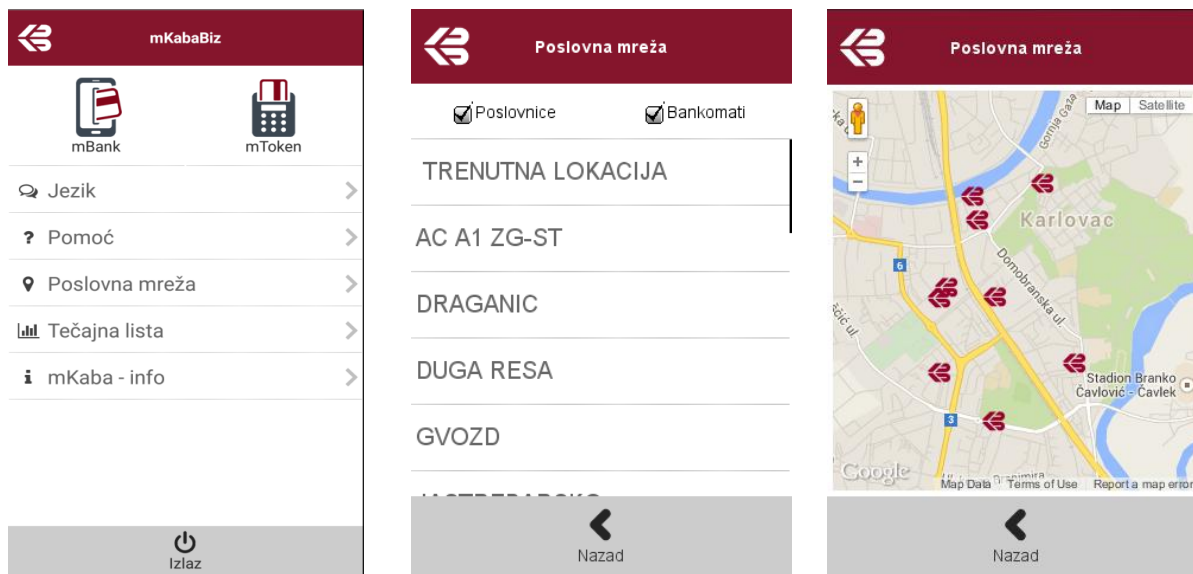 mKabaBiz
mBank
mToken
Jezik
? Pomoć
Poslovna mreža
Tečajna lista
i mKaba - info
Izlaz
Poslovna mreža
Poslovnice
Bankomati
TRENUTNA LOKACIJA
AC A1 ZG-ST
DRAGANIC
DUGA RESA
GVOZD
Nazad
Poslovna mreža
Map
Satellite
Gornja Gaza
+
−
Karlovac
6
Domobranska ul.
Stadion Branko
Čavlović - Čavlek
3
Google
Map Data
Terms of Use
Report a map error
Nazad